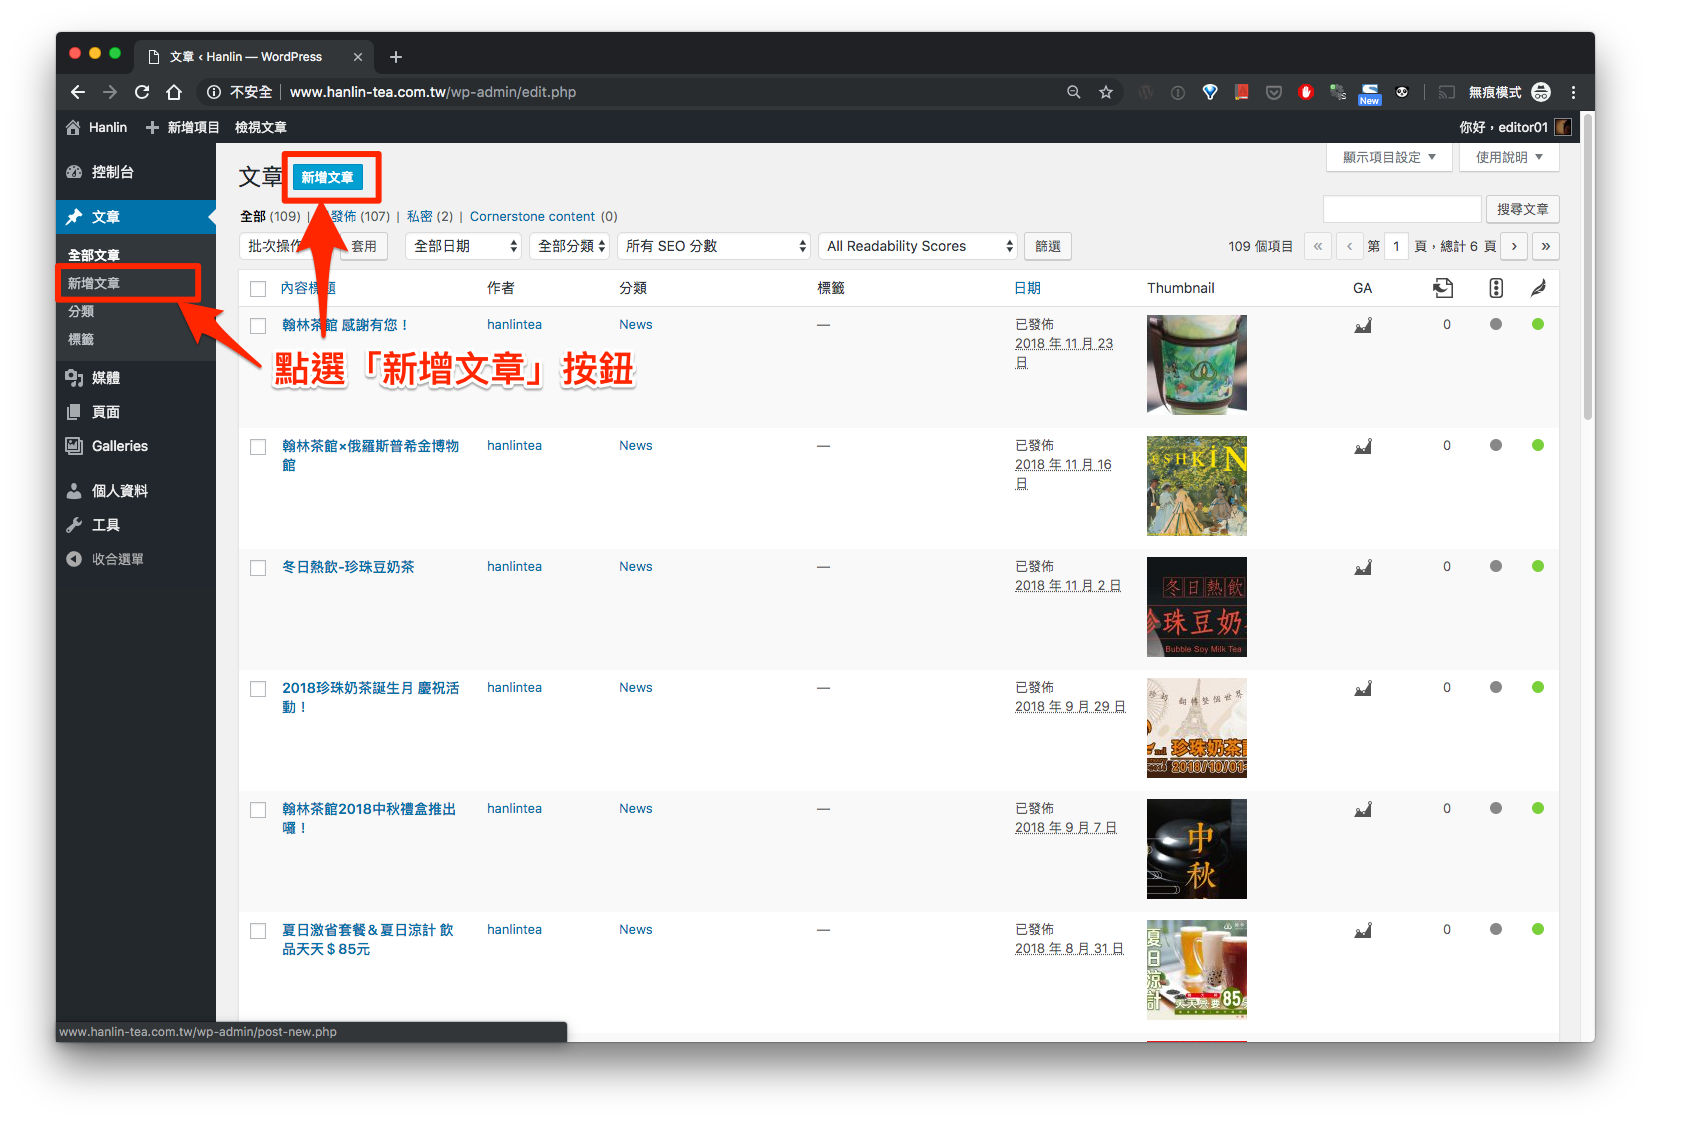 文章 ‹ Hanlin — WordPress
不安全 www.hanlin-tea.com.tw/wp-admin/edit.php
New
無痕模式
Hanlin
新增項目
檢視文章
你好，editor01
控制台
文章
全部文章
新增文章
分類
標籤
媒體
頁面
Galleries
個人資料
工具
收合選單
文章 新增文章
顯示項目設定
使用說明
全部 (109) | 發佈 (107) | 私密 (2) | Cornerstone content (0)
搜尋文章
批次操作
套用
全部日期
全部分類
所有 SEO 分數
All Readability Scores
篩選
109 個項目 « ‹ 第 1 頁，總計 6 頁 › »
內容標題 作者 分類 標籤 日期 Thumbnail GA
點選「新增文章」按鈕
翰林茶館 感謝有您！ hanlintea News — 已發佈 0
2018 年 11 月 23
日
翰林茶館×俄羅斯普希金博物 hanlintea News — 已發佈 0
館 2018 年 11 月 16
日
冬日熱飲-珍珠豆奶茶 hanlintea News — 已發佈 0
2018 年 11 月 2 日
冬日熱飲
珠豆奶
Bubble Soy Milk Tea
2018珍珠奶茶誕生月 慶祝活 hanlintea News — 已發佈 0
動！ 2018 年 9 月 29 日
翻轉整個世界
珍珠奶茶
2018/10/01
翰林茶館2018中秋禮盒推出 hanlintea News — 已發佈 0
囉！ 2018 年 9 月 7 日
中
秋
夏日激省套餐＆夏日涼計 飲 hanlintea News — 已發佈 0
品天天＄85元 2018 年 8 月 31 日
夏
日
涼
計
85
www.hanlin-tea.com.tw/wp-admin/post-new.php